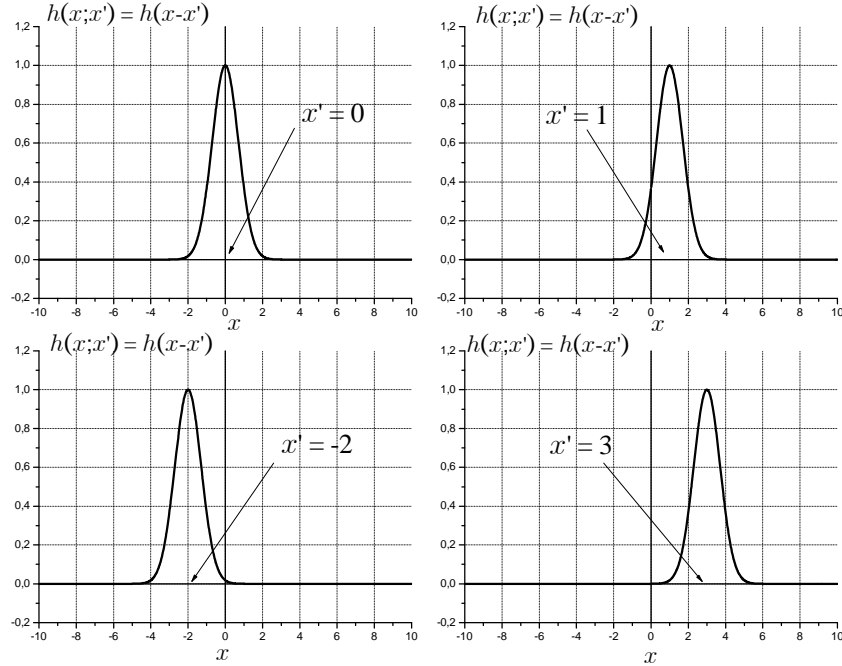 h(x;x') = h(x-x')
1,2
1,0
0,8
0,6
0,4
0,2
0,0
-0,2
x' = 0
-10 -8 -6 -4 -2 0 2 4 6 8 10
x
h(x;x') = h(x-x')
1,2
1,0
0,8
0,6
0,4
0,2
0,0
-0,2
x' = 1
-10 -8 -6 -4 -2 0 2 4 6 8 10
x
h(x;x') = h(x-x')
1,2
1,0
0,8
0,6
0,4
0,2
0,0
-0,2
x' = -2
-10 -8 -6 -4 -2 0 2 4 6 8 10
x
h(x;x') = h(x-x')
1,2
1,0
0,8
0,6
0,4
0,2
0,0
-0,2
x' = 3
-10 -8 -6 -4 -2 0 2 4 6 8 10
x